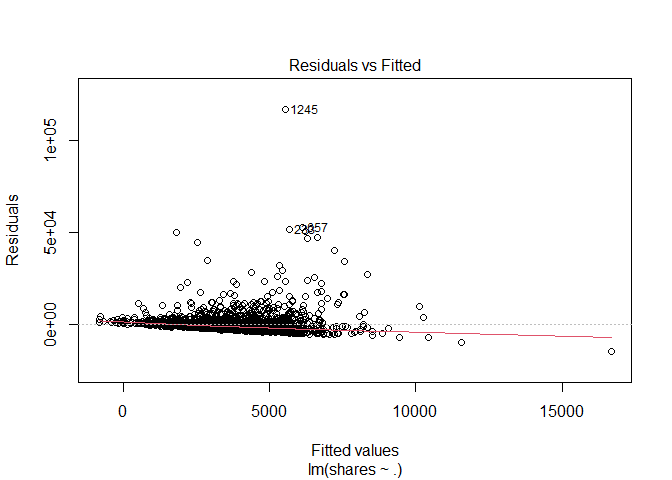 Residuals vs Fitted
Residuals
0e+00
5e+04
1e+05
1245
0
5000
10000
15000
Fitted values
lm(shares ~ .)